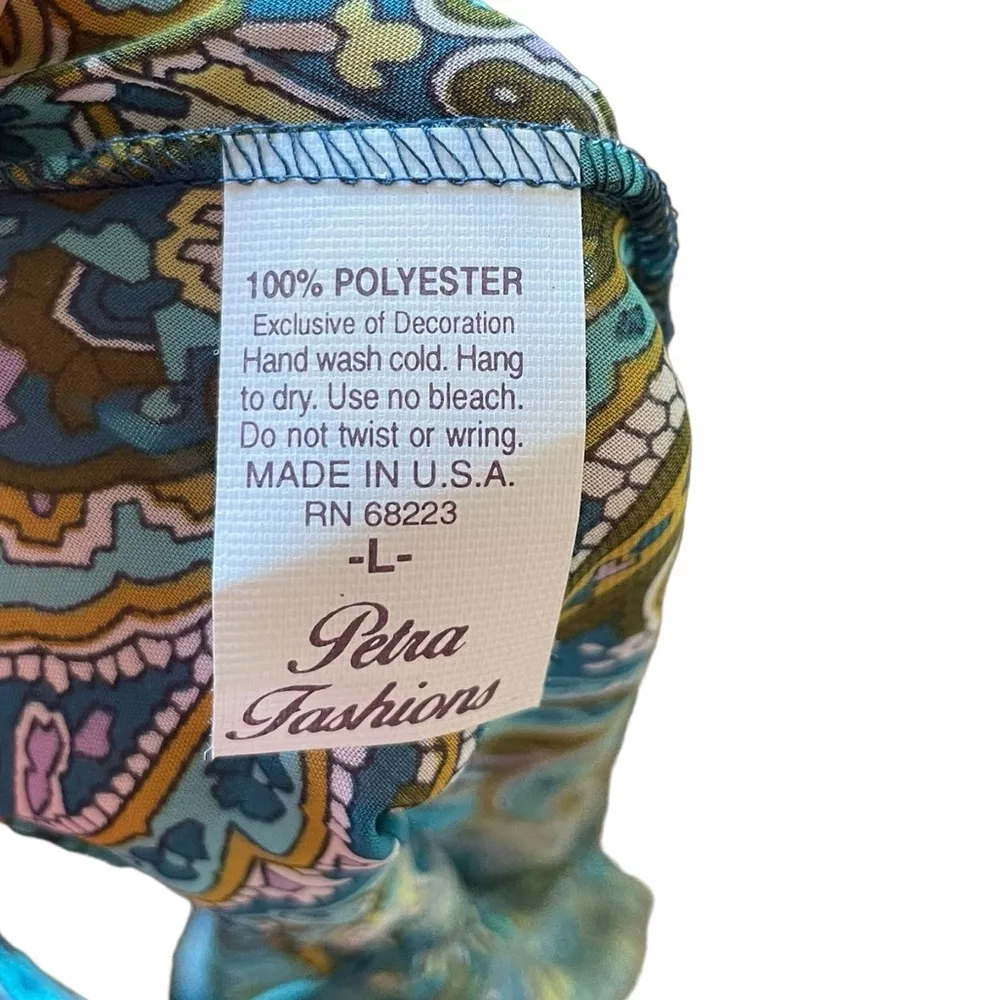 100% POLYESTER
Exclusive of Decoration
Hand wash cold. Hang
to dry. Use no bleach.
Do not twist or wring.
MADE IN U.S.A.
RN 68223
-L-
Petra
Fashions